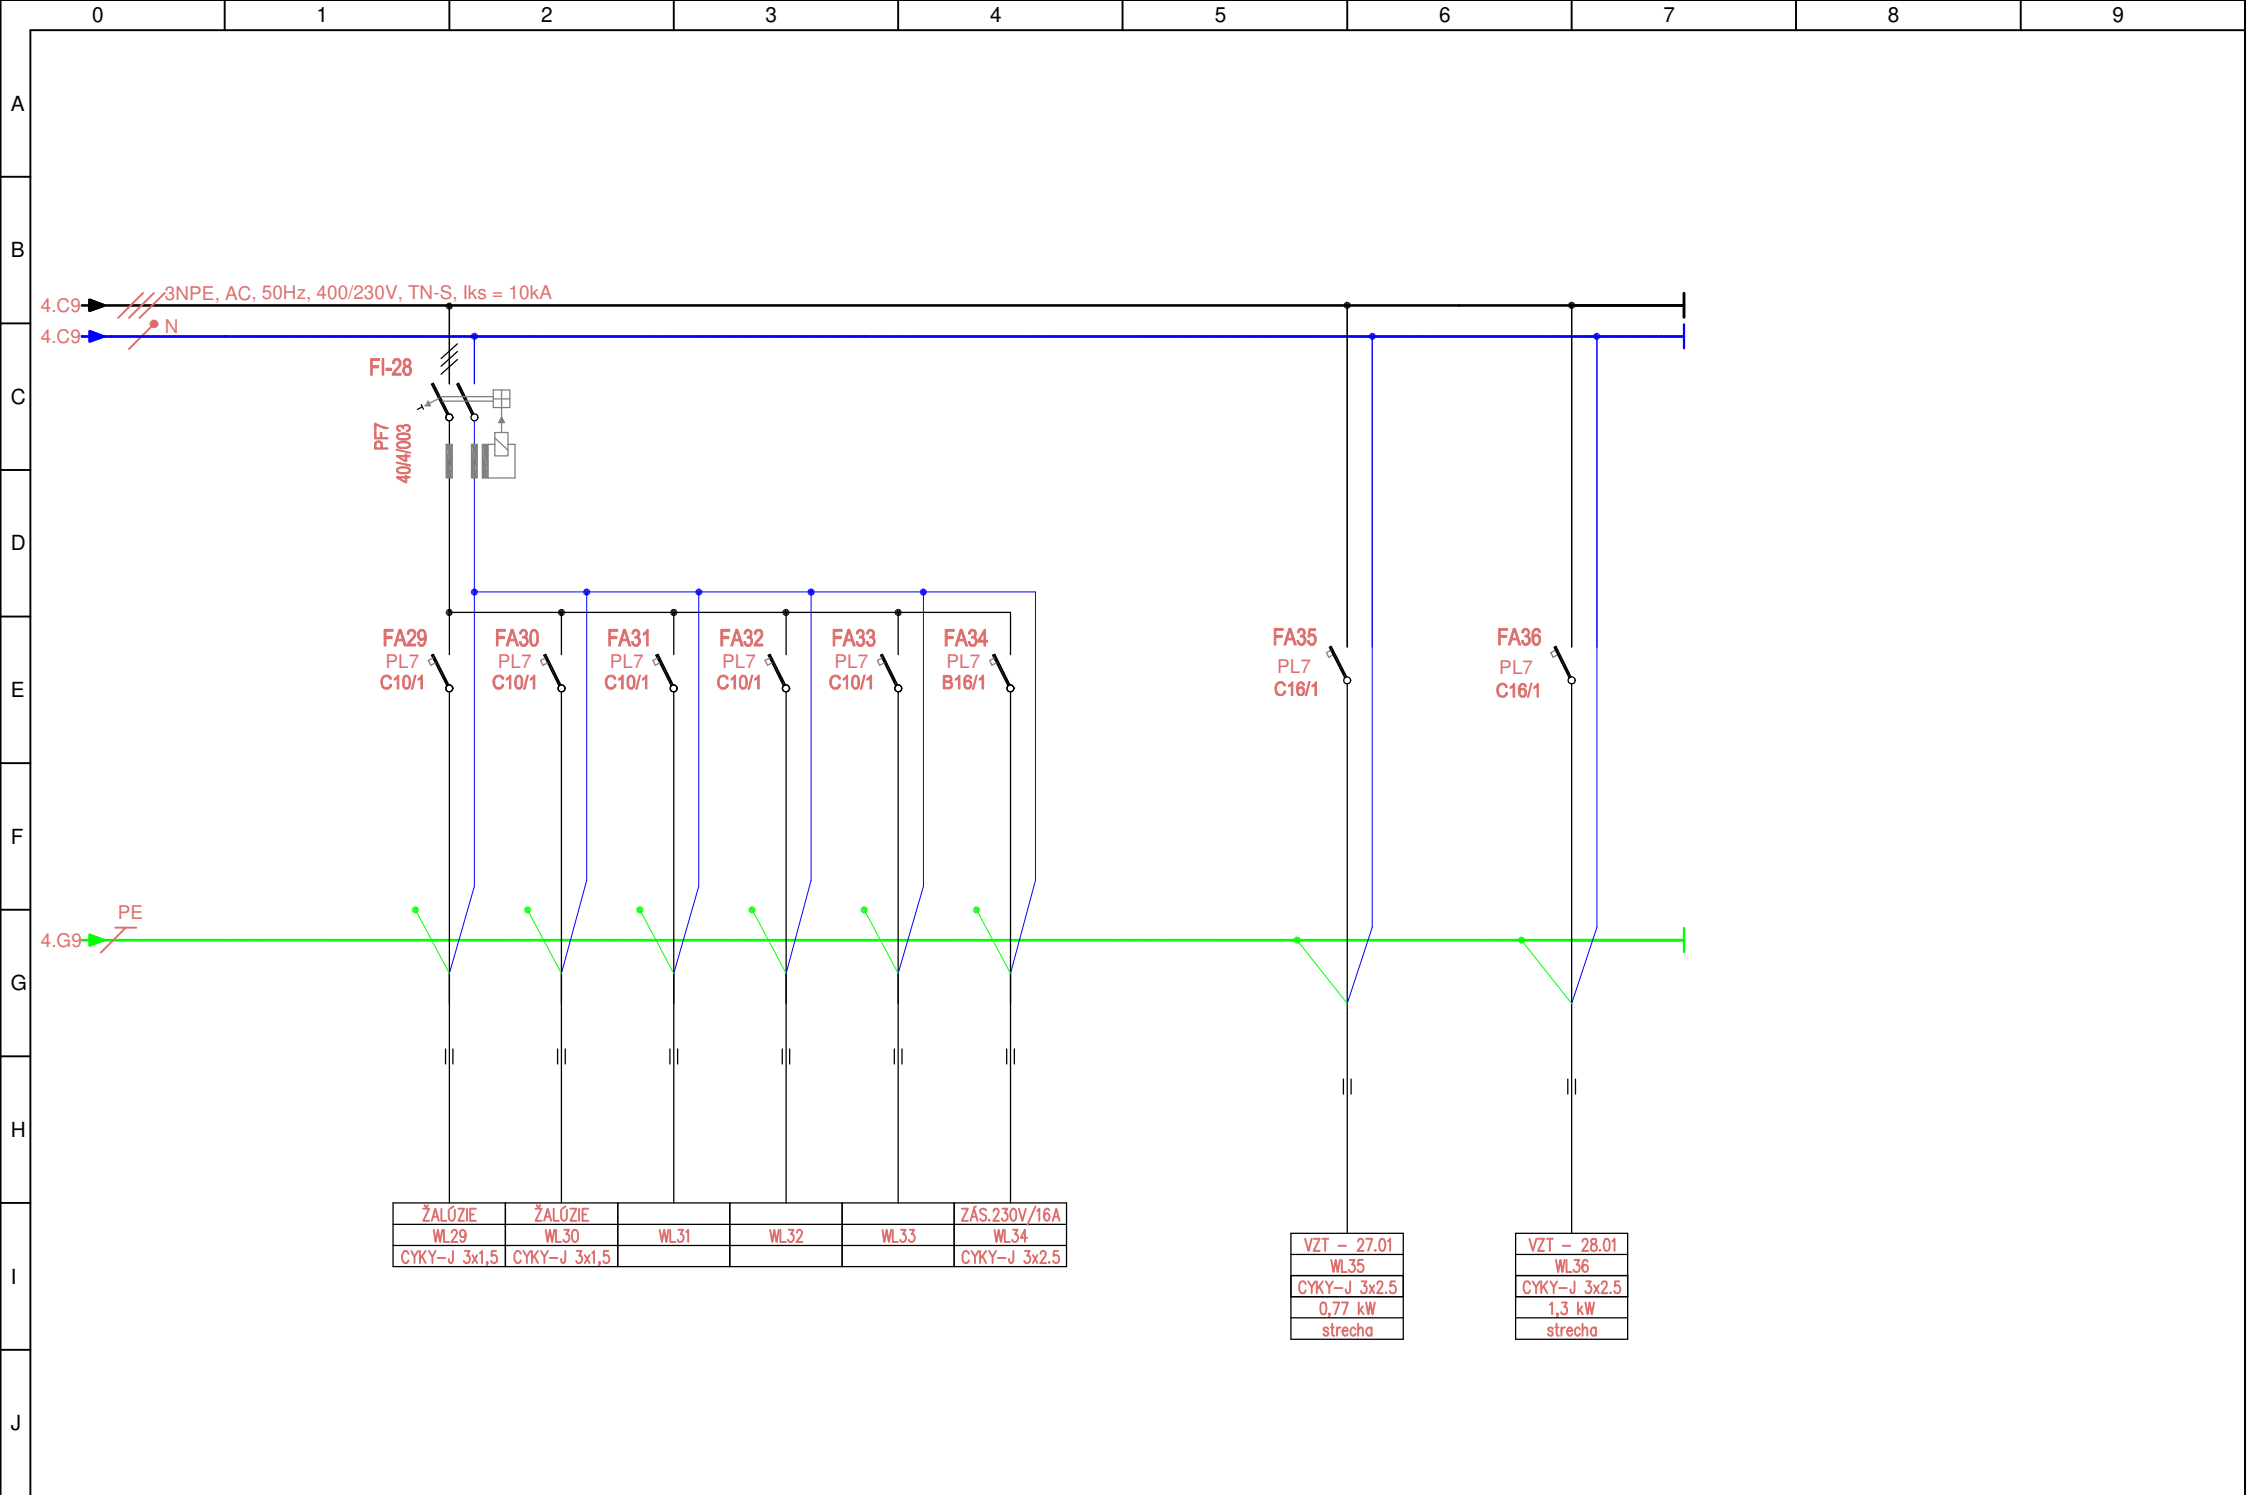 0 1 2 3 4 5 6 7 8 9
A
B
4.C9 3NPE, AC, 50Hz, 400/230V, TN-S, Iks = 10kA
4.C9 N
FI-28
C
PF7
40/4/003
D
FA29 FA30 FA31 FA32 FA33 FA34 FA35 FA36
PL7 PL7 PL7 PL7 PL7 PL7 PL7 PL7
C10/1 C10/1 C10/1 C10/1 C10/1 B16/1 C16/1 C16/1
E
F
PE
4.G9
G
H
ŽALÚZIE ŽALÚZIE ZÁS.230V/16A
WL29 WL30 WL31 WL32 WL33 WL34
CYKY-J 3x1,5 CYKY-J 3x1,5 CYKY-J 3x2.5
VZT - 27.01 VZT - 28.01
WL35 WL36
I
CYKY-J 3x2.5 CYKY-J 3x2.5
0,77 kW 1,3 kW
strecha strecha
J